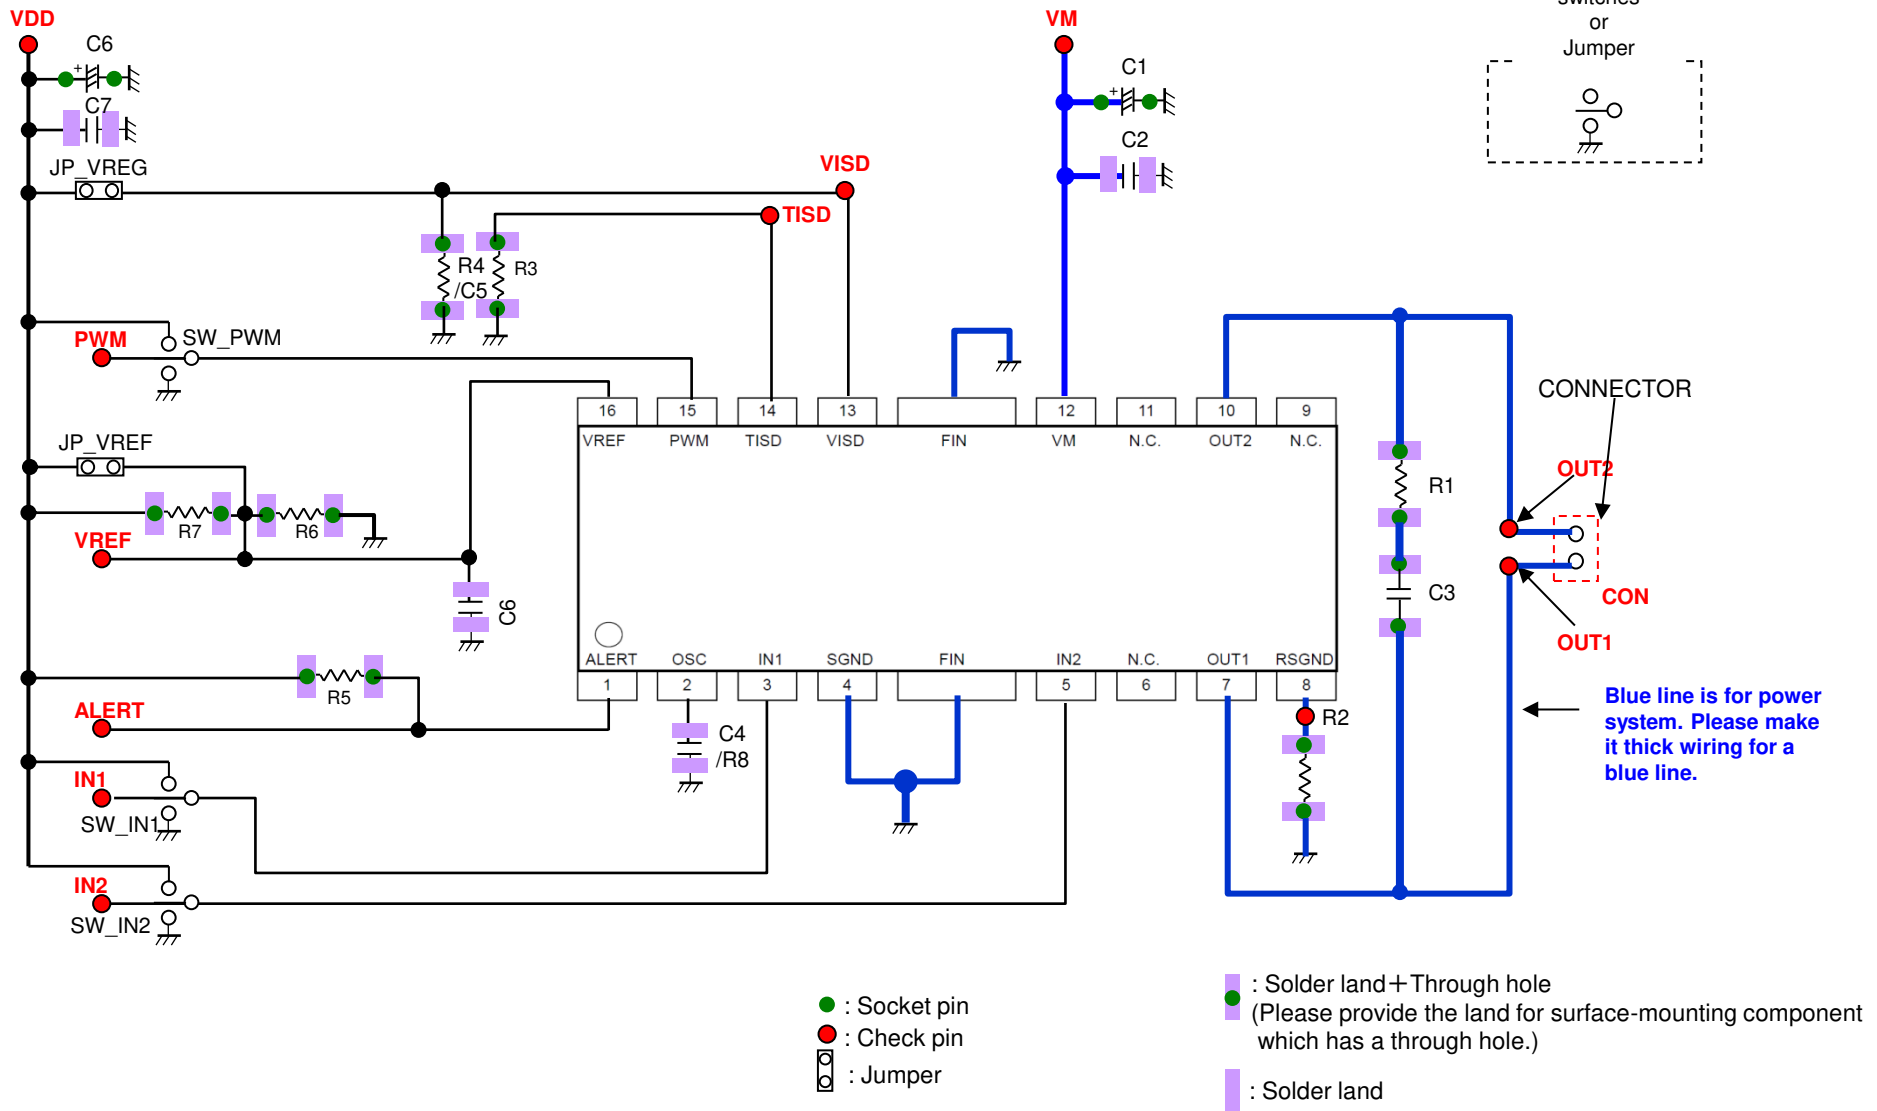 VDD
C6
+
C7
JP_VREG
VISD
TISD
R4
/C5
R3
VM
C1
+
C2
switches
or
Jumper
PWM
SW_PWM
JP_VREF
R7
R6
VREF
C6
R5
ALERT
IN1
SW_IN1
IN2
SW_IN2
16
15
14
13
12
11
10
9
VREF
PWM
TISD
VISD
FIN
VM
N.C.
OUT2
N.C.
ALERT
OSC
IN1
SGND
FIN
IN2
N.C.
OUT1
RSGND
1
2
3
4
5
6
7
8
C4
/R8
R2
R1
C3
CONNECTOR
OUT2
CON
OUT1
Blue line is for power
system. Please make
it thick wiring for a
blue line.
: Socket pin
: Check pin
: Jumper
: Solder land＋Through hole
(Please provide the land for surface-mounting component
which has a through hole.)
: Solder land